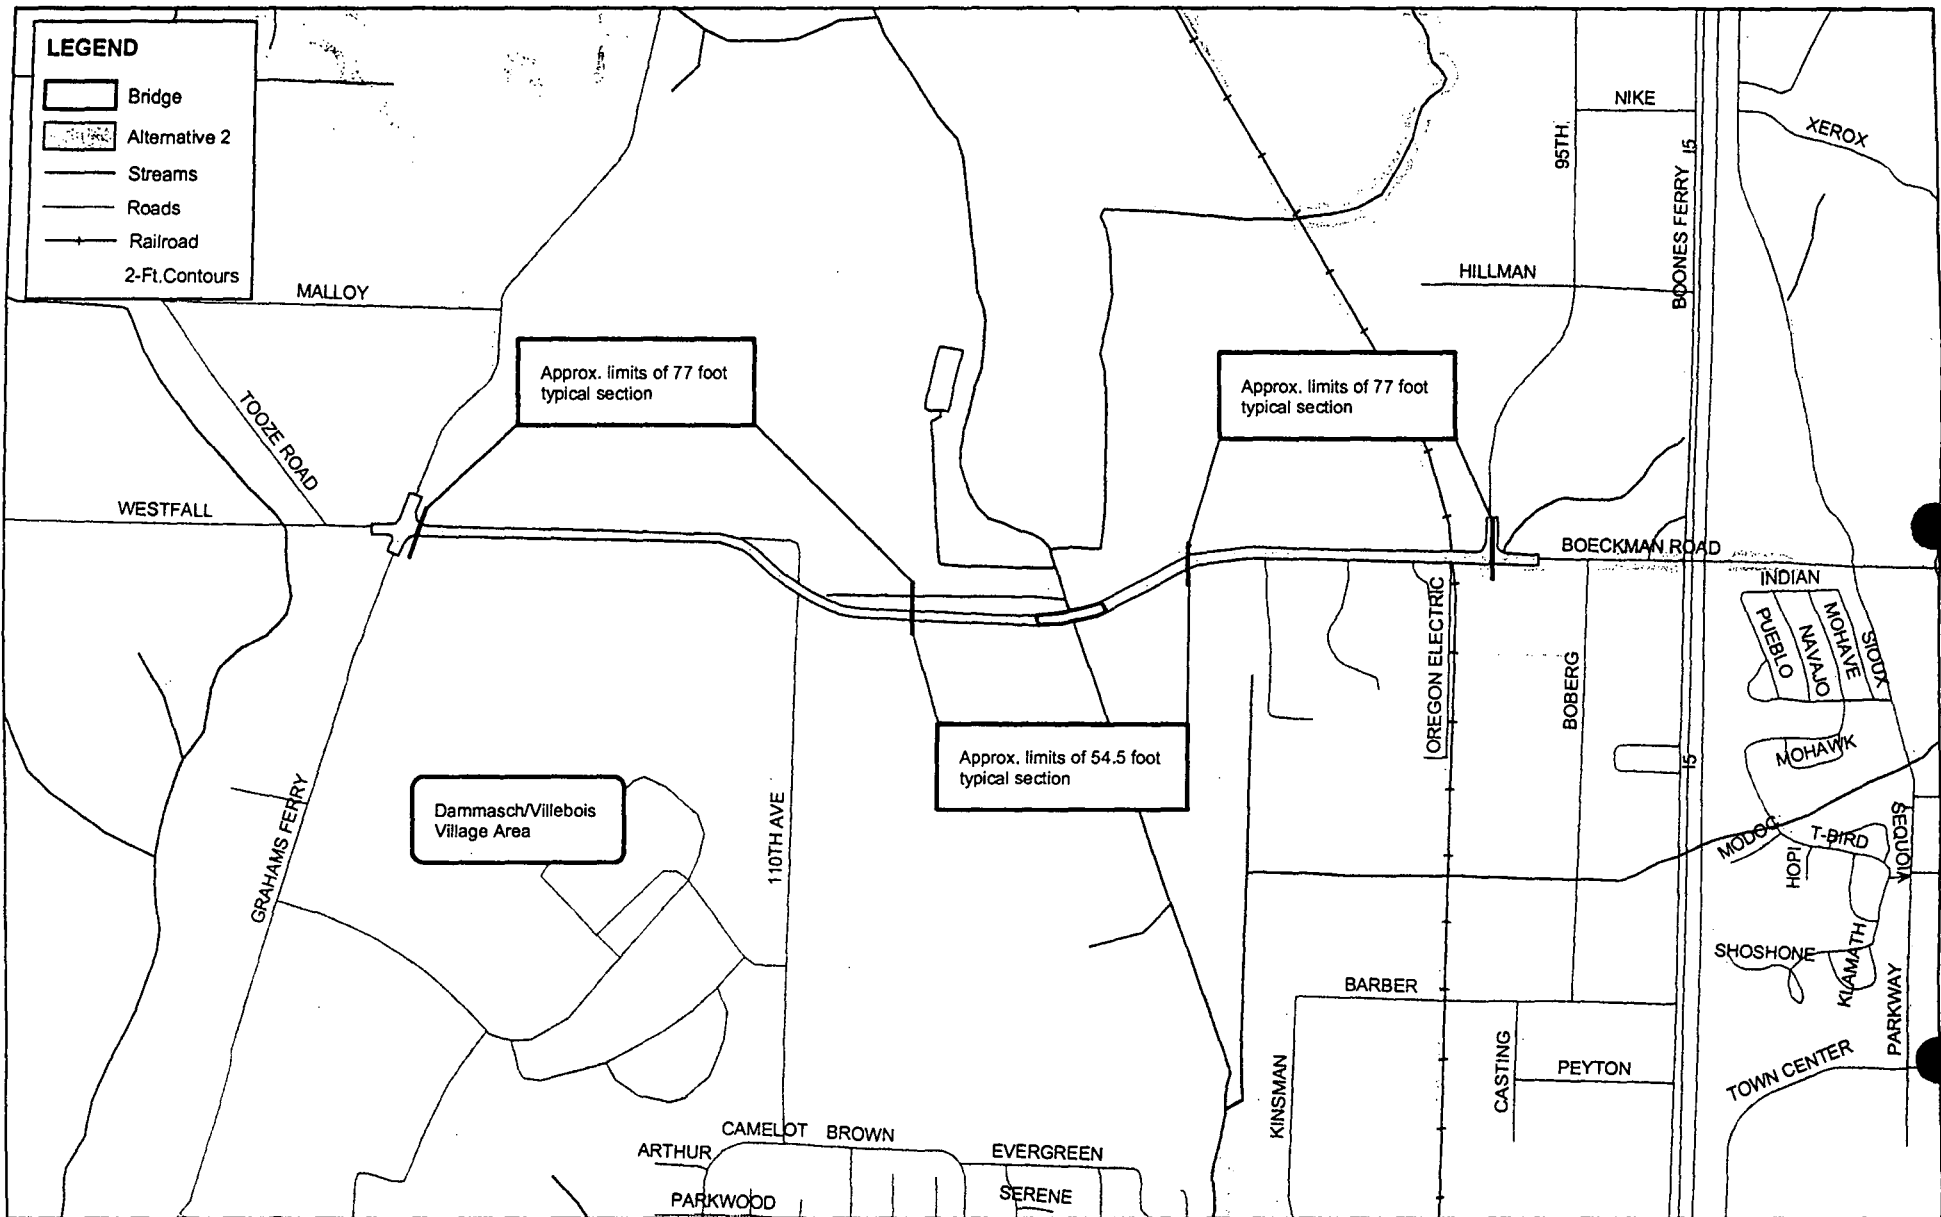 LEGEND
Bridge
Alternative 2
Streams
Roads
Railroad
2-Ft.Contours
NIKE
XEROX
95TH
I5
BOONES FERRY
HILLMAN
MALLOY
Approx. limits of 77 foot
typical section
Approx. limits of 77 foot
typical section
TOOZE ROAD
WESTFALL
BOECKMAN ROAD
INDIAN
PUEBLO
NAVAJO
MOHAVE
SIOUX
OREGON ELECTRIC
BOBERG
Approx. limits of 54.5 foot
typical section
MOHAWK
I5
Dammasch/Villebois
Village Area
GRAHAMS FERRY
110TH AVE
MODOC
T-BIRD
HOPI
SEQUOIA
SHOSHONE
KLAMATH
PARKWAY
BARBER
KINSMAN
CASTING
PEYTON
TOWN CENTER
CAMELOT
BROWN
ARTHUR
EVERGREEN
PARKWOOD
SERENE